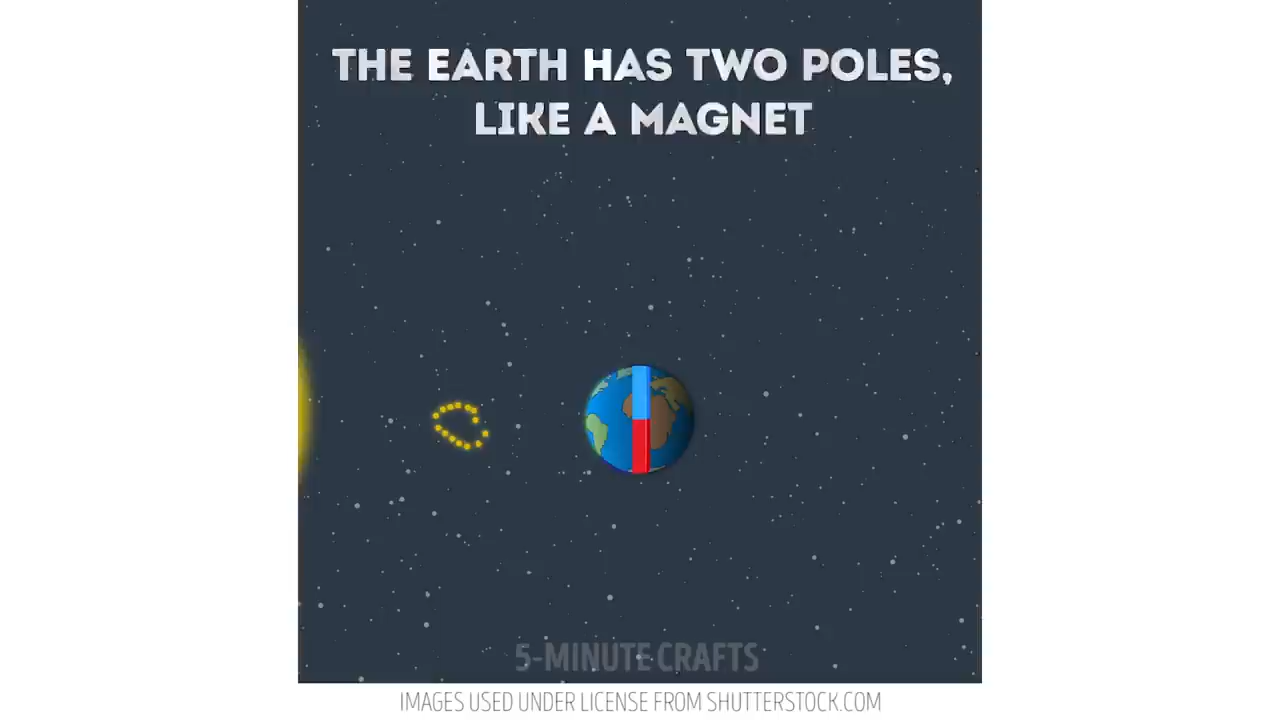 THE EARTH HAS TWO POLES,
LIKE A MAGNET
5-MINUTE CRAFTS
IMAGES USED UNDER LICENSE FROM SHUTTERSTOCK.COM